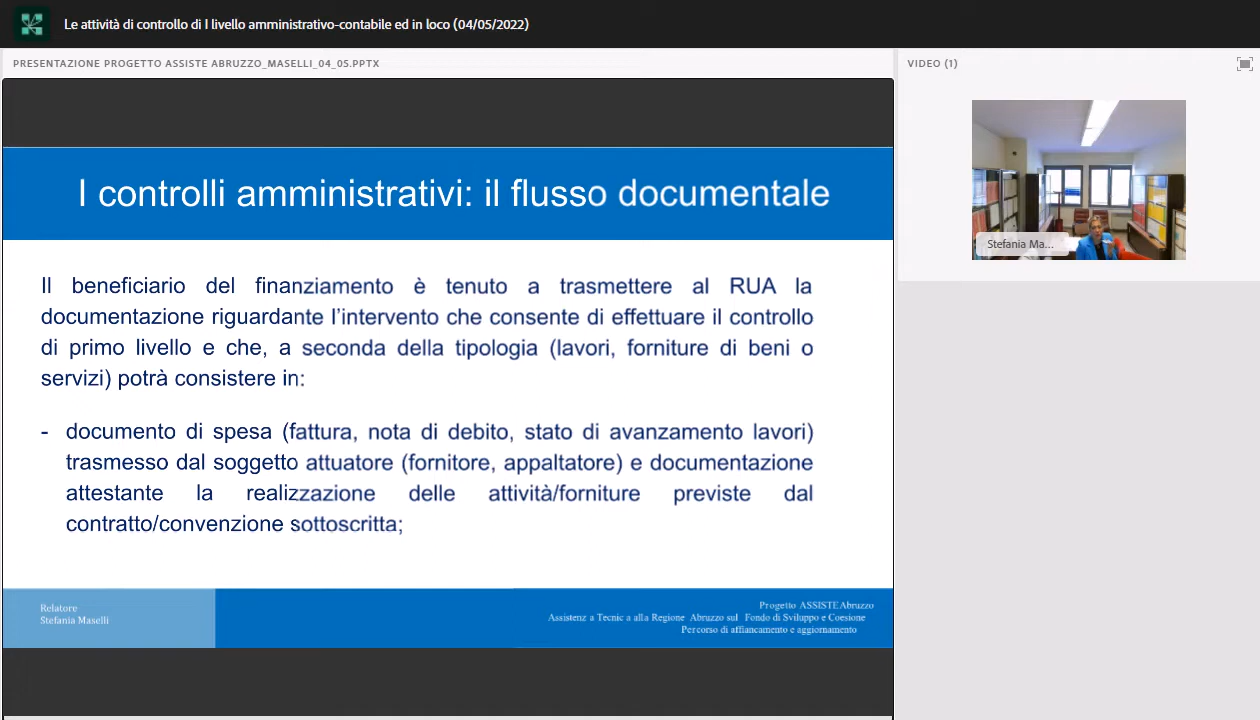 Le attività di controllo di I livello amministrativo-contabile ed in loco (04/05/2022)
PRESENTAZIONE PROGETTO ASSISTE ABRUZZO_MASELLI_04_05.PPTX
VIDEO (1)
Stefania Ma...
I controlli amministrativi: il flusso documentale
Il beneficiario del finanziamento è tenuto a trasmettere al RUA la
documentazione riguardante l'intervento che consente di effettuare il controllo
di primo livello e che, a seconda della tipologia (lavori, forniture di beni o
servizi) potrà consistere in:
- documento di spesa (fattura, nota di debito, stato di avanzamento lavori)
trasmesso dal soggetto attuatore (fornitore, appaltatore) e documentazione
attestante la realizzazione delle attività/forniture previste dal
contratto/convenzione sottoscritta;
Relatore
Stefania Maselli
Progetto ASSISTEAbruzzo
Assistenz a Tecnic a alla Regione Abruzzo sul Fondo di Sviluppo e Coesione
Percorso di affiancamento e aggiornamento